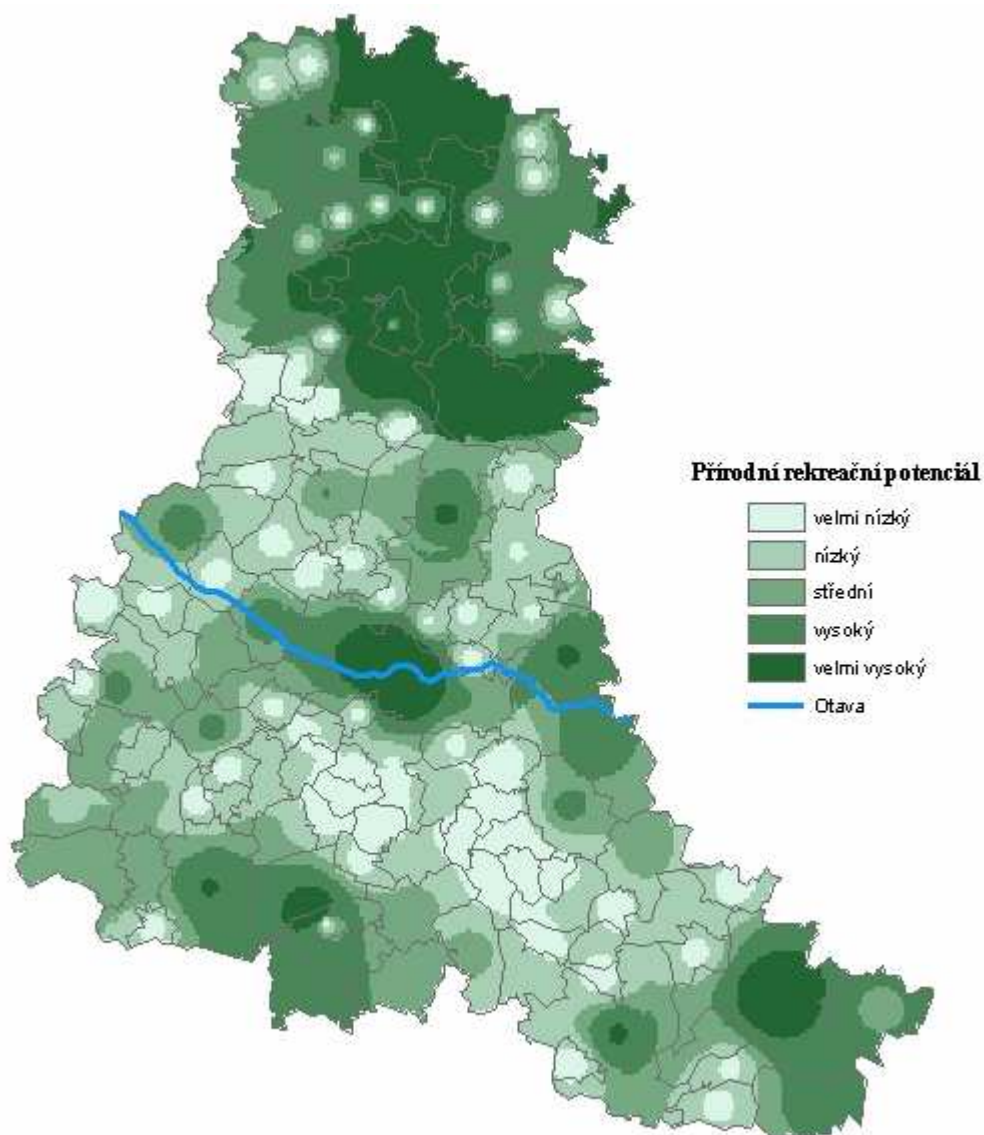 Přírodní rekreační potenciál
velmi nízký
nízký
střední
vysoký
velmi vysoký
Otava